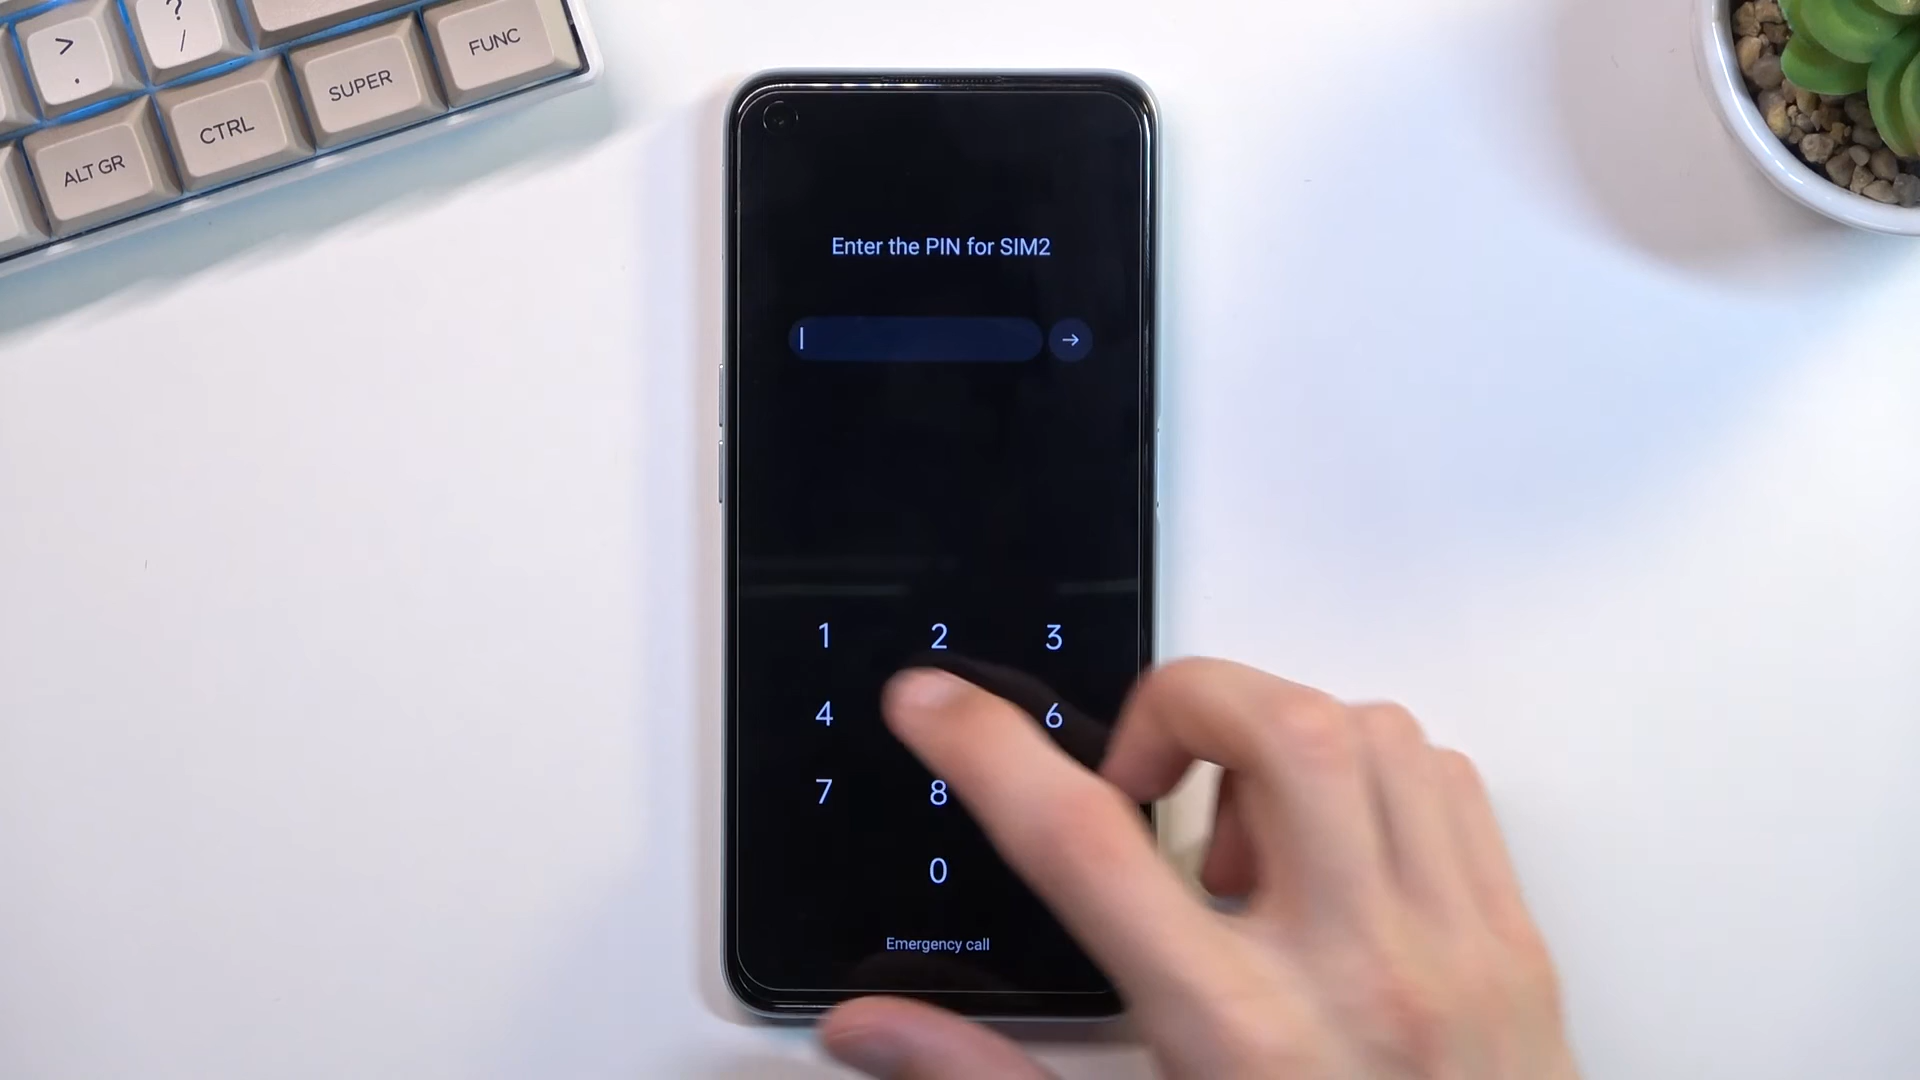 > ? FUNC
. / SUPER
CTRL
ALT GR
Enter the PIN for SIM2
1 2 3
4 6
7 8
0
Emergency call